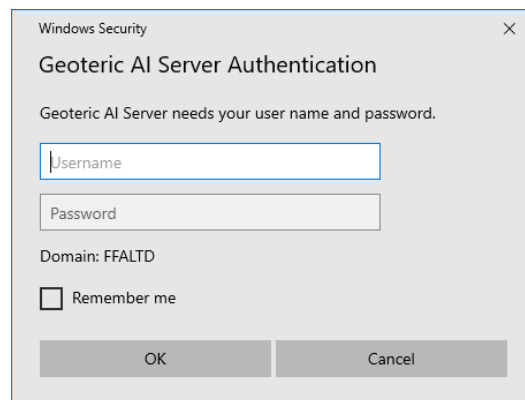 Windows Security
Geoteric AI Server Authentication
Geoteric AI Server needs your user name and password.
Username
Password
Domain: FFALTD
Remember me
OK
Cancel